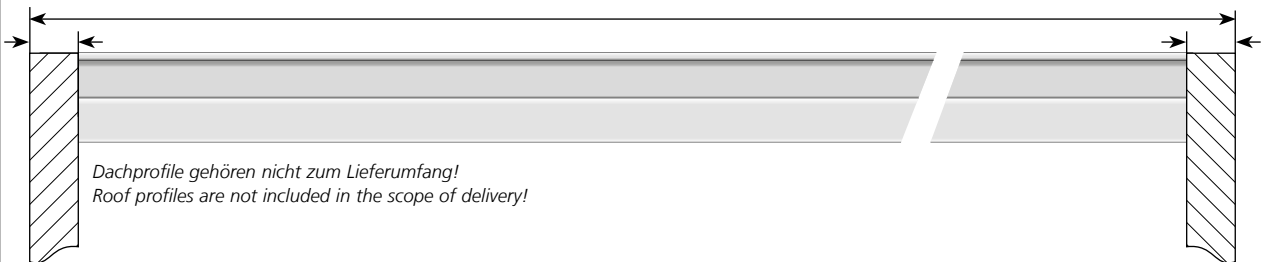 Dachprofile gehören nicht zum Lieferumfang!
Roof profiles are not included in the scope of delivery!